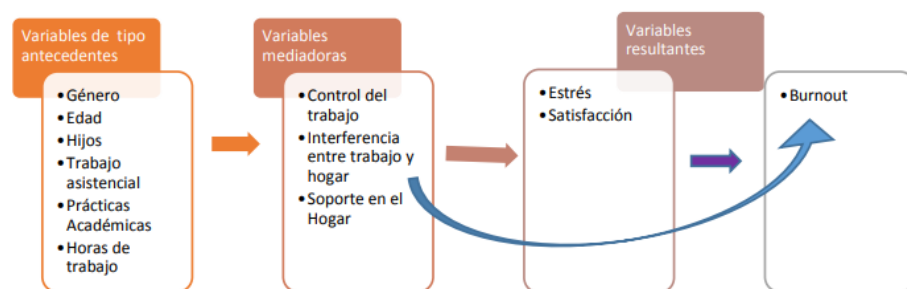 Variables de tipo
antecedentes
•Género
•Edad
•Hijos
•Trabajo
asistencial
•Prácticas
Académicas
•Horas de
trabajo
Variables
mediadoras
•Control del
trabajo
•Interferencia
entre trabajo y
hogar
•Soporte en el
Hogar
Variables
resultantes
•Estrés
•Satisfacción
•Burnout